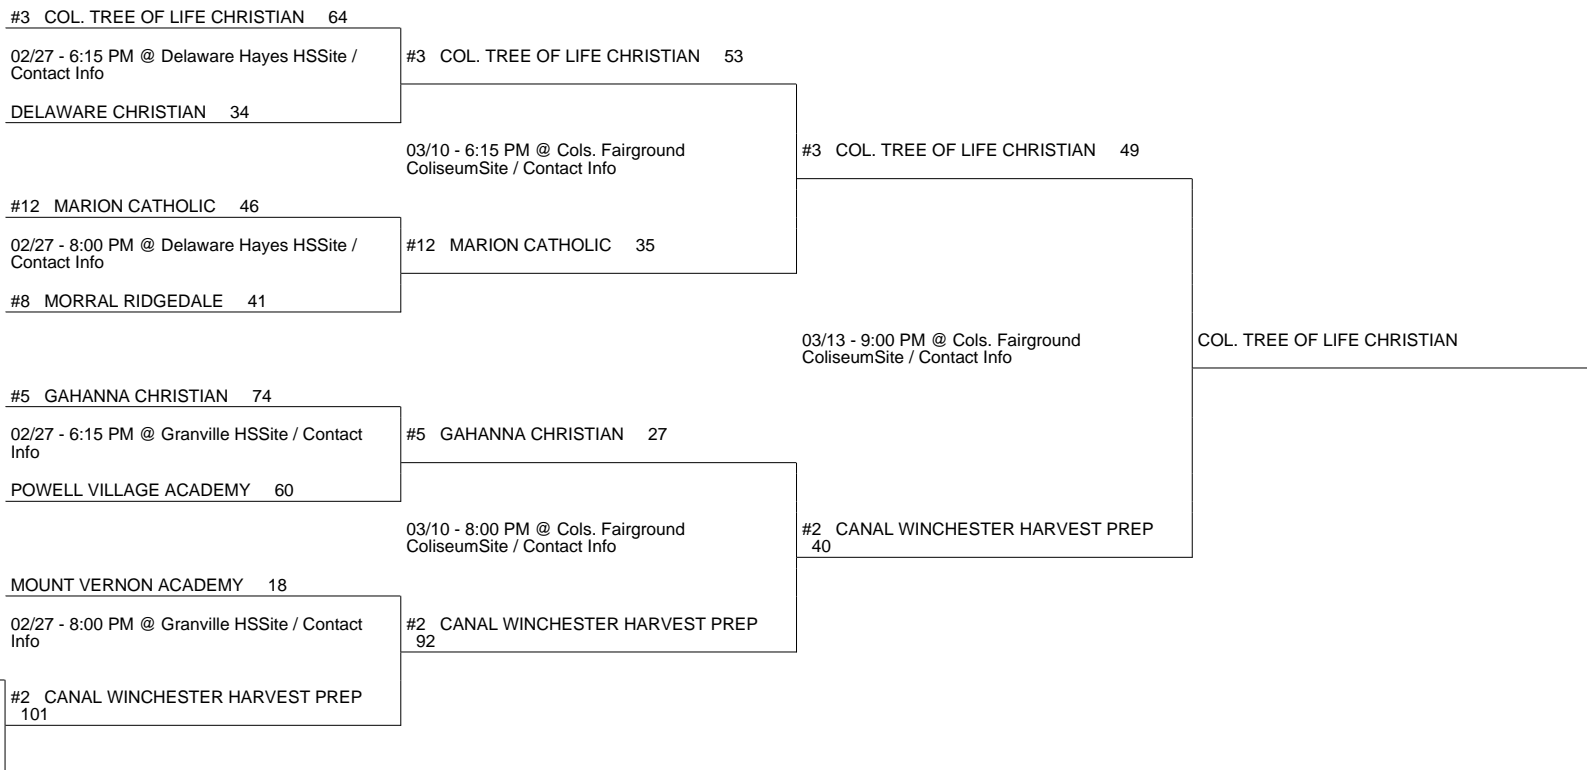 #3 COL. TREE OF LIFE CHRISTIAN 64
02/27 - 6:15 PM @ Delaware Hayes HSSite /
Contact Info
DELAWARE CHRISTIAN 34
#12 MARION CATHOLIC 46
02/27 - 8:00 PM @ Delaware Hayes HSSite /
Contact Info
#8 MORRAL RIDGEDALE 41
#5 GAHANNA CHRISTIAN 74
02/27 - 6:15 PM @ Granville HSSite / Contact
Info
POWELL VILLAGE ACADEMY 60
MOUNT VERNON ACADEMY 18
02/27 - 8:00 PM @ Granville HSSite / Contact
Info
#2 CANAL WINCHESTER HARVEST PREP
101
#3 COL. TREE OF LIFE CHRISTIAN 53
03/10 - 6:15 PM @ Cols. Fairground
ColiseumSite / Contact Info
#12 MARION CATHOLIC 35
#5 GAHANNA CHRISTIAN 27
03/10 - 8:00 PM @ Cols. Fairground
ColiseumSite / Contact Info
#2 CANAL WINCHESTER HARVEST PREP
92
#3 COL. TREE OF LIFE CHRISTIAN 49
03/13 - 9:00 PM @ Cols. Fairground
ColiseumSite / Contact Info
#2 CANAL WINCHESTER HARVEST PREP
40
COL. TREE OF LIFE CHRISTIAN